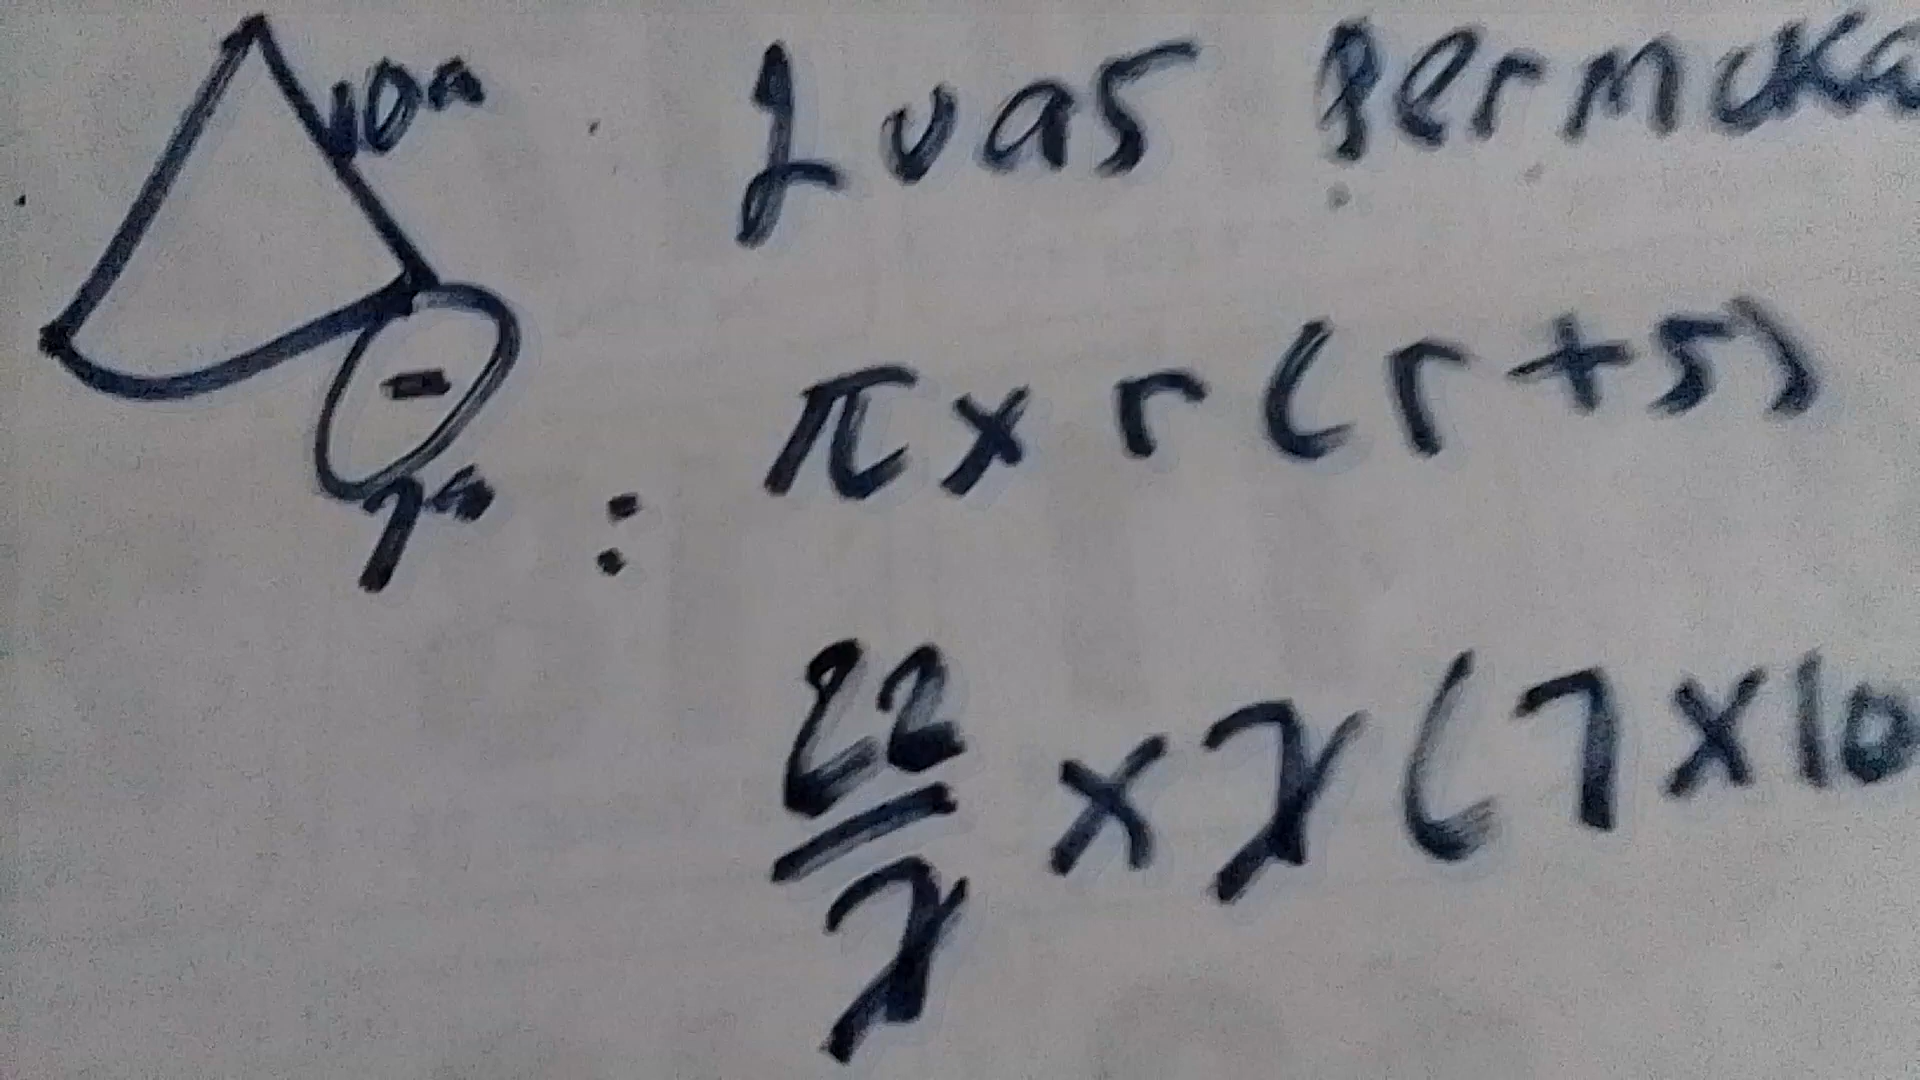 10cm
Luas Permuka
π x r (r + s)
7cm :
22
— x 7 (7 x 10
7